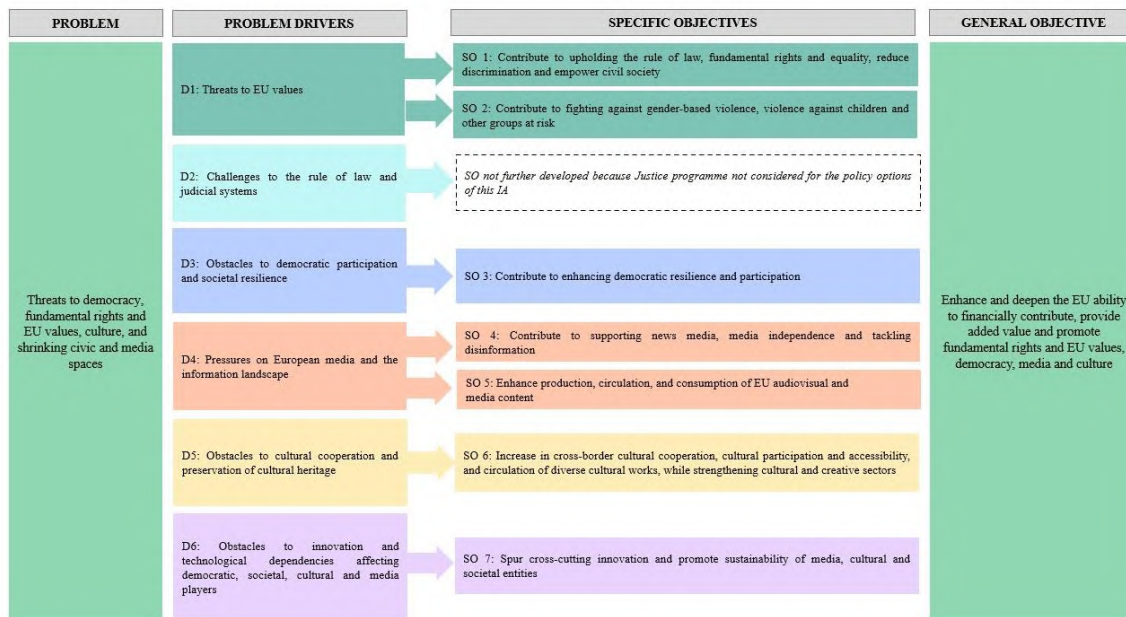 PROBLEM
PROBLEM DRIVERS
SPECIFIC OBJECTIVES
GENERAL OBJECTIVE
Threats to democracy,
fundamental rights and
EU values, culture, and
shrinking civic and media
spaces
D1: Threats to EU values
SO 1: Contribute to upholding the rule of law, fundamental rights and equality, reduce
discrimination and empower civil society
SO 2: Contribute to fighting against gender-based violence, violence against children and
other groups at risk
D2: Challenges to the rule of law and
judicial systems
SO not further developed because Justice programme not considered for the policy options
of this IA
D3: Obstacles to democratic participation
and societal resilience
SO 3: Contribute to enhancing democratic resilience and participation
D4: Pressures on European media and the
information landscape
SO 4: Contribute to supporting news media, media independence and tackling
disinformation
SO 5: Enhance production, circulation, and consumption of EU audiovisual and
media content
D5: Obstacles to cultural cooperation and
preservation of cultural heritage
SO 6: Increase in cross-border cultural cooperation, cultural participation and accessibility,
and circulation of diverse cultural works, while strengthening cultural and creative sectors
D6: Obstacles to innovation and
technological dependencies affecting
democratic, societal, cultural and media
players
SO 7: Spur cross-cutting innovation and promote sustainability of media, cultural and
societal entities
Enhance and deepen the EU ability
to financially contribute, provide
added value and promote
fundamental rights and EU values,
democracy, media and culture